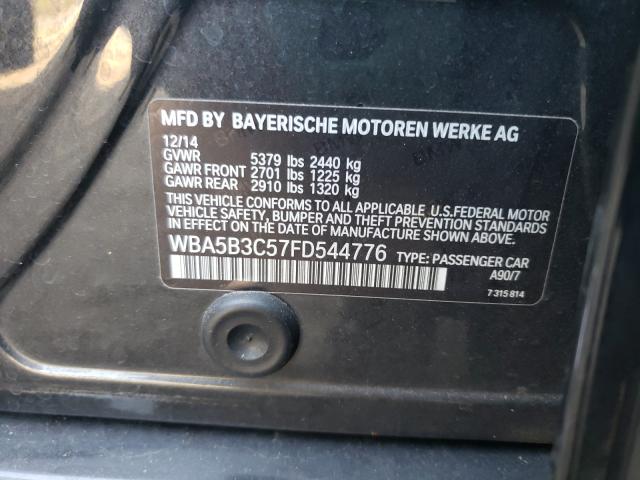 MFD BY BAYERISCHE MOTOREN WERKE AG
12/14
GVWR 5379 lbs 2440 kg
GAWR FRONT 2701 lbs 1225 kg
GAWR REAR 2910 lbs 1320 kg
THIS VEHICLE CONFORMS TO ALL APPLICABLE U.S.FEDERAL MOTOR
VEHICLE SAFETY, BUMPER AND THEFT PREVENTION STANDARDS
IN EFFECT ON THE DATE OF MANUFACTURE SHOWN ABOVE.
WBA5B3C57FD544776 TYPE: PASSENGER CAR
A90/7
7 315 814